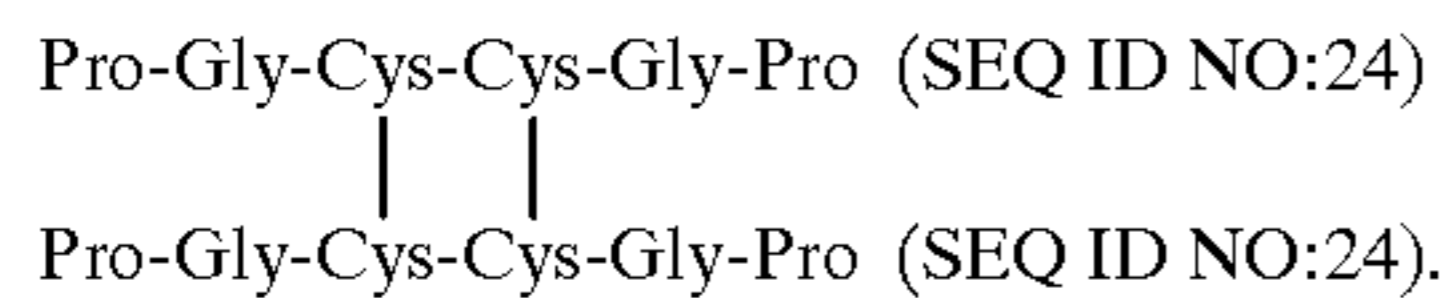 Pro-Gly-Cys-Cys-Gly-Pro (SEQ ID NO:24)
Pro-Gly-Cys-Cys-Gly-Pro (SEQ ID NO:24).